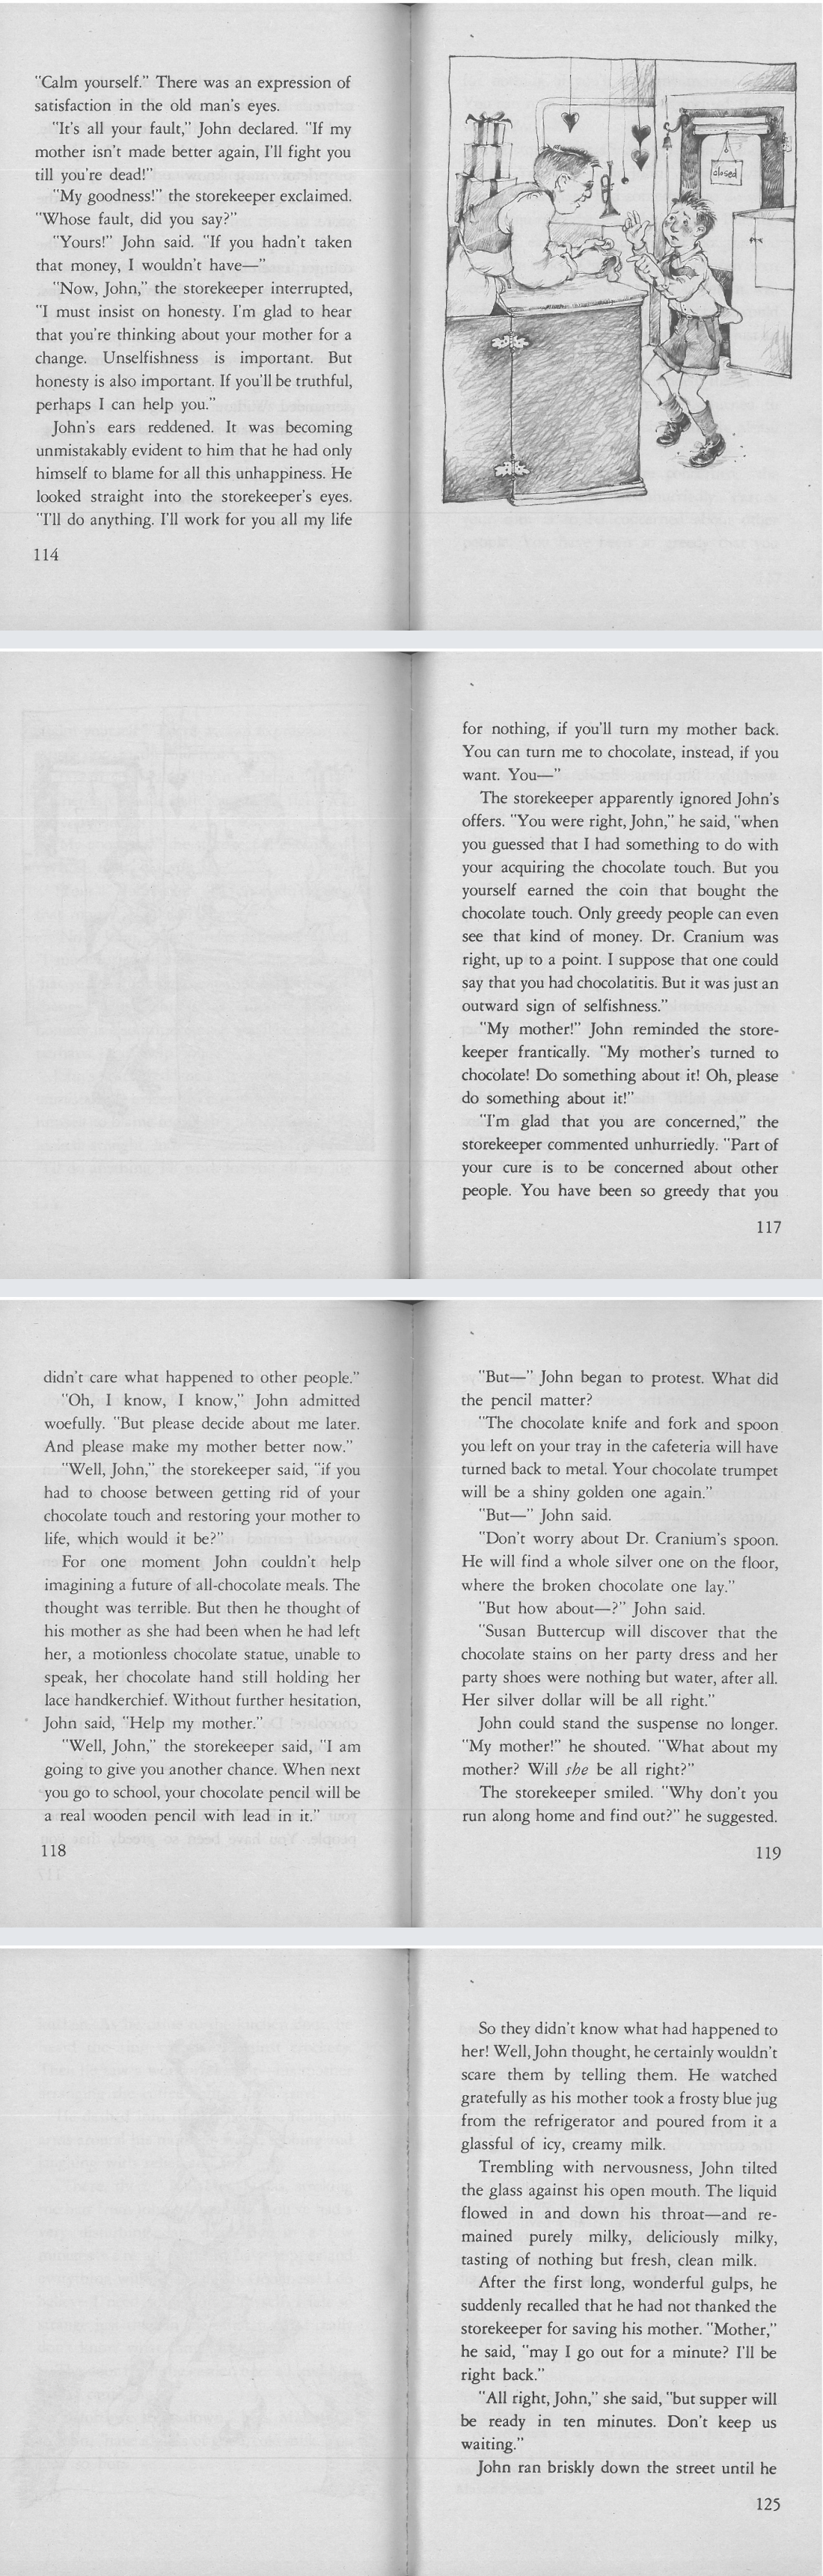 "Calm yourself." There was an expression of
satisfaction in the old man's eyes.
"It's all your fault," John declared. "If my
mother isn't made better again, I'll fight you
till you're dead!"
"My goodness!" the storekeeper exclaimed.
"Whose fault, did you say?"
"Yours!" John said. "If you hadn't taken
that money, I wouldn't have—"
"Now, John," the storekeeper interrupted,
"I must insist on honesty. I'm glad to hear
that you're thinking about your mother for a
change. Unselfishness is important. But
honesty is also important. If you'll be truthful,
perhaps I can help you."
John's ears reddened. It was becoming
unmistakably evident to him that he had only
himself to blame for all this unhappiness. He
looked straight into the storekeeper's eyes.
"I'll do anything. I'll work for you all my life
114
closed
for nothing, if you'll turn my mother back.
You can turn me to chocolate, instead, if you
want. You—"
The storekeeper apparently ignored John's
offers. "You were right, John," he said, "when
you guessed that I had something to do with
your acquiring the chocolate touch. But you
yourself earned the coin that bought the
chocolate touch. Only greedy people can even
see that kind of money. Dr. Cranium was
right, up to a point. I suppose that one could
say that you had chocolatitis. But it was just an
outward sign of selfishness."
"My mother!" John reminded the store-
keeper frantically. "My mother's turned to
chocolate! Do something about it! Oh, please
do something about it!"
"I'm glad that you are concerned," the
storekeeper commented unhurriedly. "Part of
your cure is to be concerned about other
people. You have been so greedy that you
117
didn't care what happened to other people."
"Oh, I know, I know," John admitted
woefully. "But please decide about me later.
And please make my mother better now."
"Well, John," the storekeeper said, "if you
had to choose between getting rid of your
chocolate touch and restoring your mother to
life, which would it be?"
For one moment John couldn't help
imagining a future of all-chocolate meals. The
thought was terrible. But then he thought of
his mother as she had been when he had left
her, a motionless chocolate statue, unable to
speak, her chocolate hand still holding her
lace handkerchief. Without further hesitation,
John said, "Help my mother."
"Well, John," the storekeeper said, "I am
going to give you another chance. When next
you go to school, your chocolate pencil will be
a real wooden pencil with lead in it."
118
"But—" John began to protest. What did
the pencil matter?
"The chocolate knife and fork and spoon
you left on your tray in the cafeteria will have
turned back to metal. Your chocolate trumpet
will be a shiny golden one again."
"But—" John said.
"Don't worry about Dr. Cranium's spoon.
He will find a whole silver one on the floor,
where the broken chocolate one lay."
"But how about—?" John said.
"Susan Buttercup will discover that the
chocolate stains on her party dress and her
party shoes were nothing but water, after all.
Her silver dollar will be all right."
John could stand the suspense no longer.
"My mother!" he shouted. "What about my
mother? Will she be all right?"
The storekeeper smiled. "Why don't you
run along home and find out?" he suggested.
119
So they didn't know what had happened to
her! Well, John thought, he certainly wouldn't
scare them by telling them. He watched
gratefully as his mother took a frosty blue jug
from the refrigerator and poured from it a
glassful of icy, creamy milk.
Trembling with nervousness, John tilted
the glass against his open mouth. The liquid
flowed in and down his throat—and re-
mained purely milky, deliciously milky,
tasting of nothing but fresh, clean milk.
After the first long, wonderful gulps, he
suddenly recalled that he had not thanked the
storekeeper for saving his mother. "Mother,"
he said, "may I go out for a minute? I'll be
right back."
"All right, John," she said, "but supper will
be ready in ten minutes. Don't keep us
waiting."
John ran briskly down the street until he
125